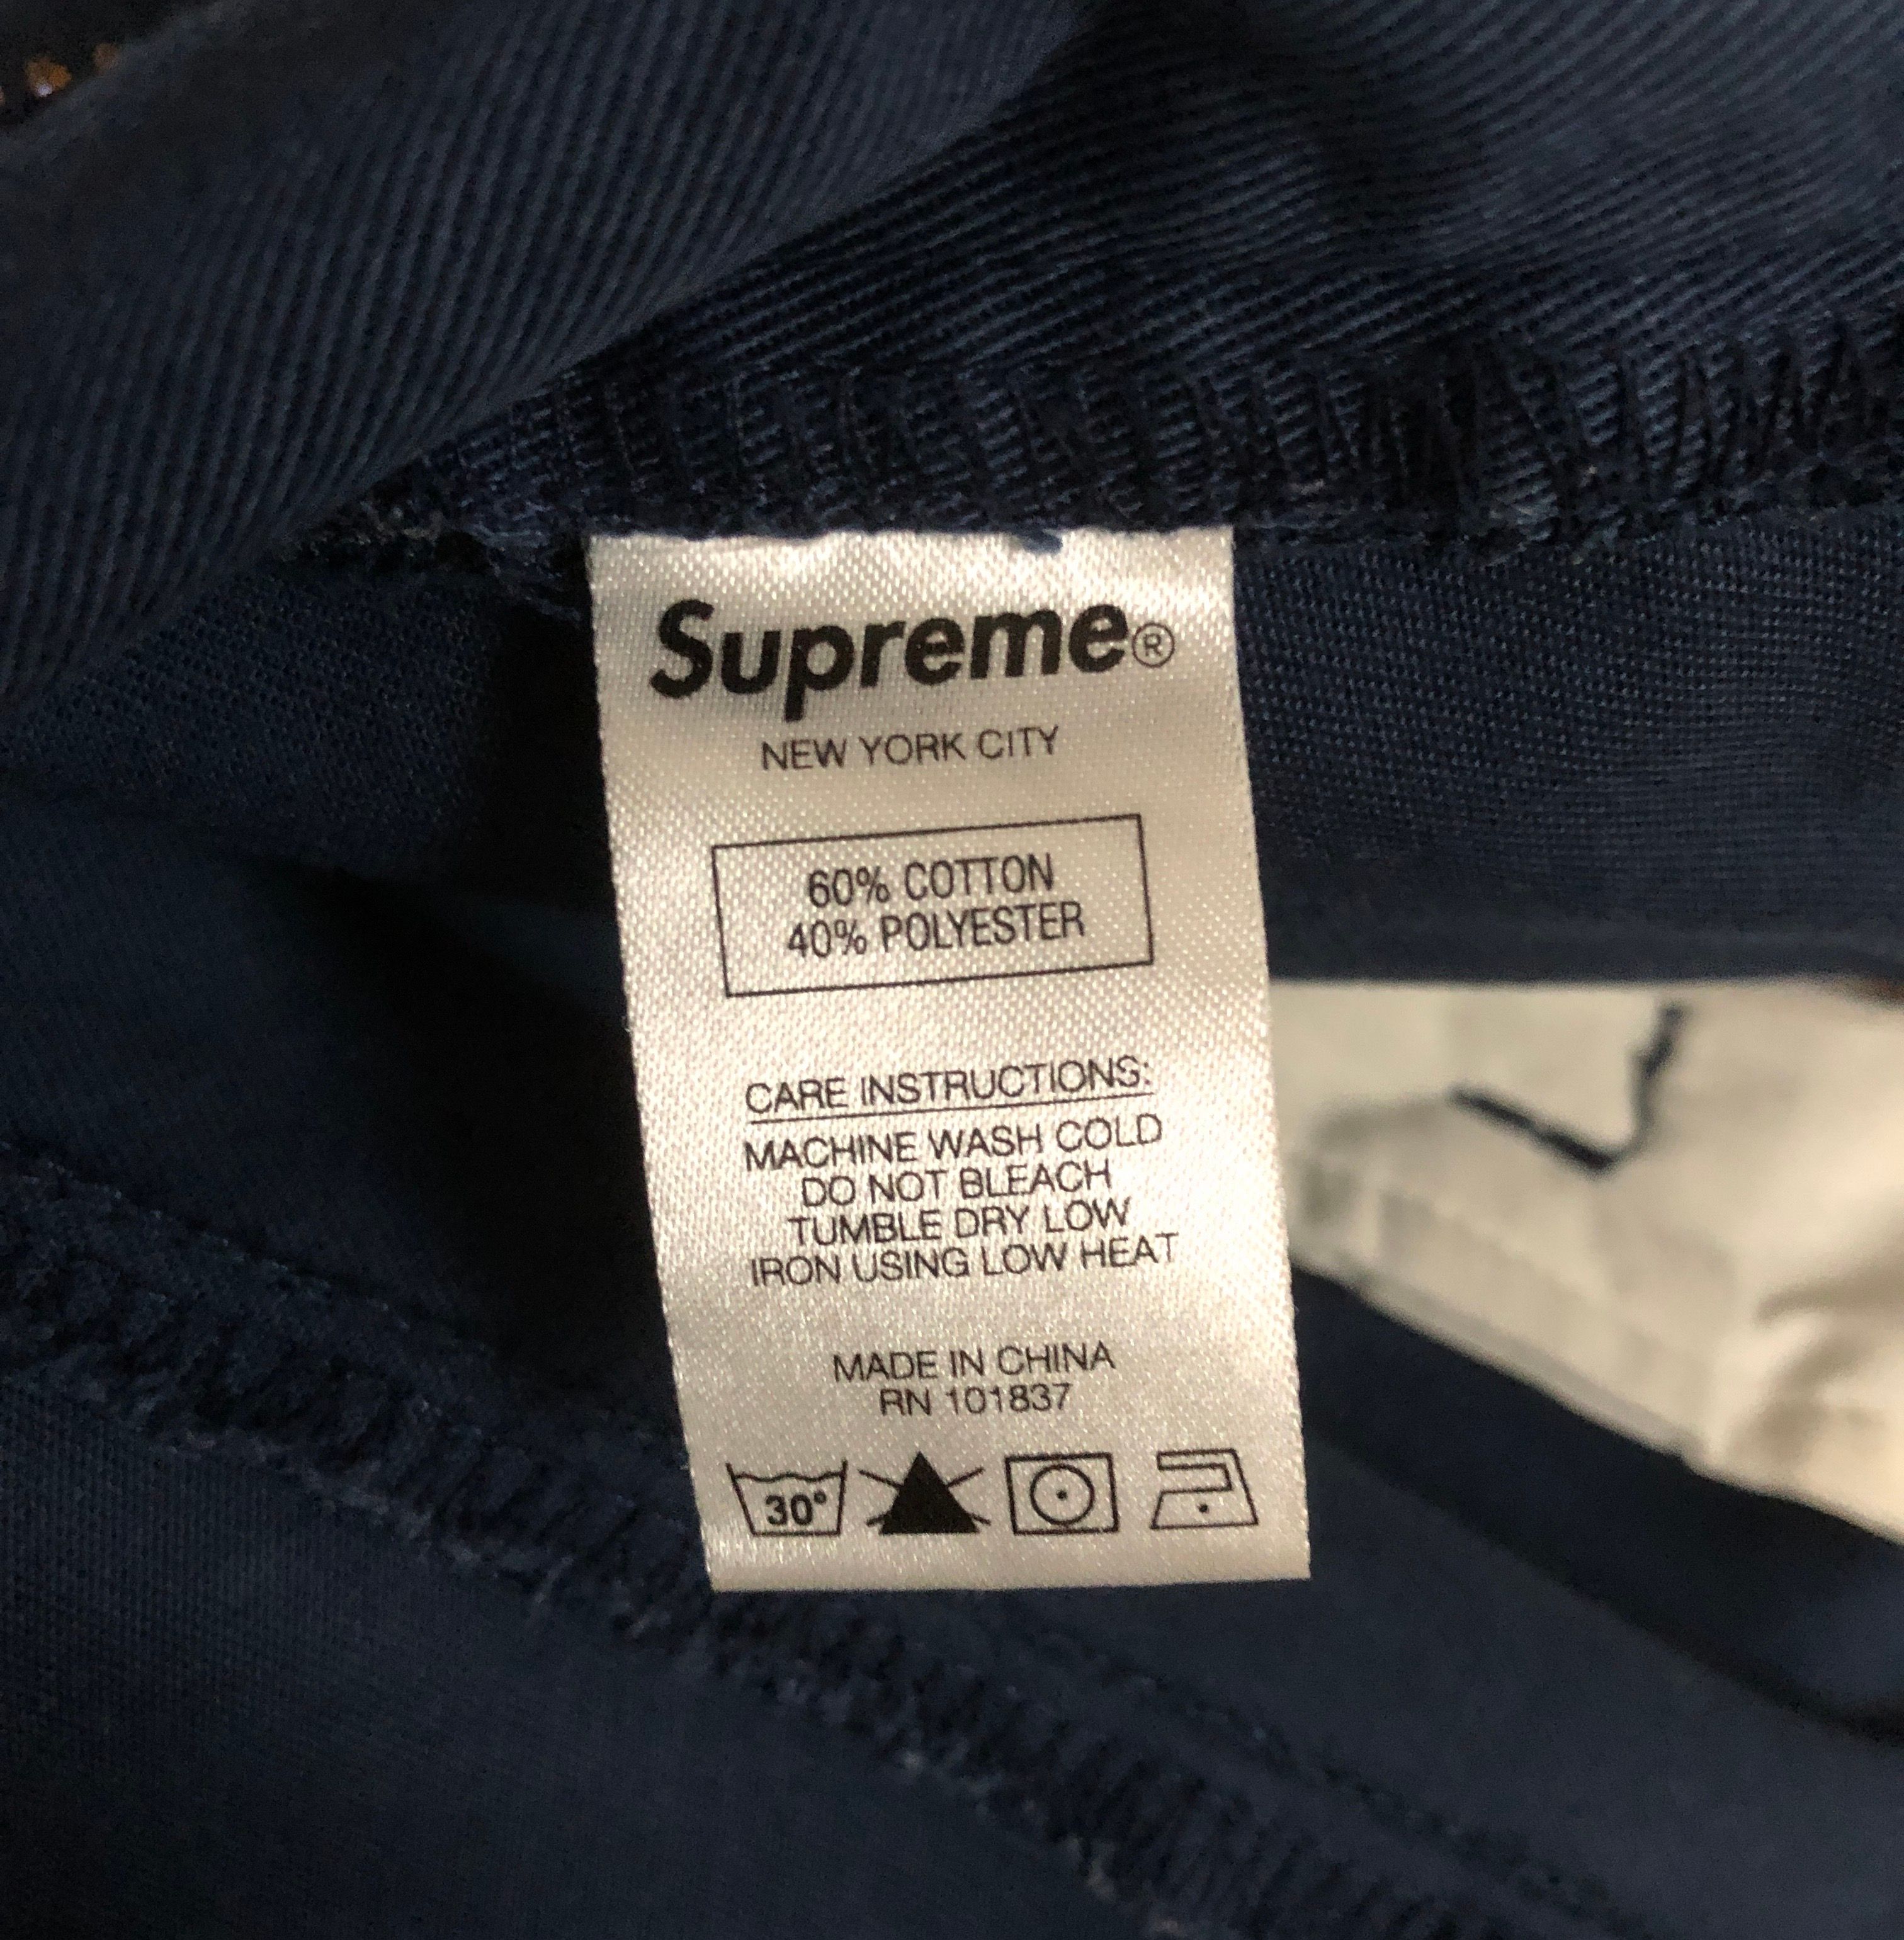 Supreme®
NEW YORK CITY
60% COTTON
40% POLYESTER
CARE INSTRUCTIONS:
MACHINE WASH COLD
DO NOT BLEACH
TUMBLE DRY LOW
IRON USING LOW HEAT
MADE IN CHINA
RN 101837
30°